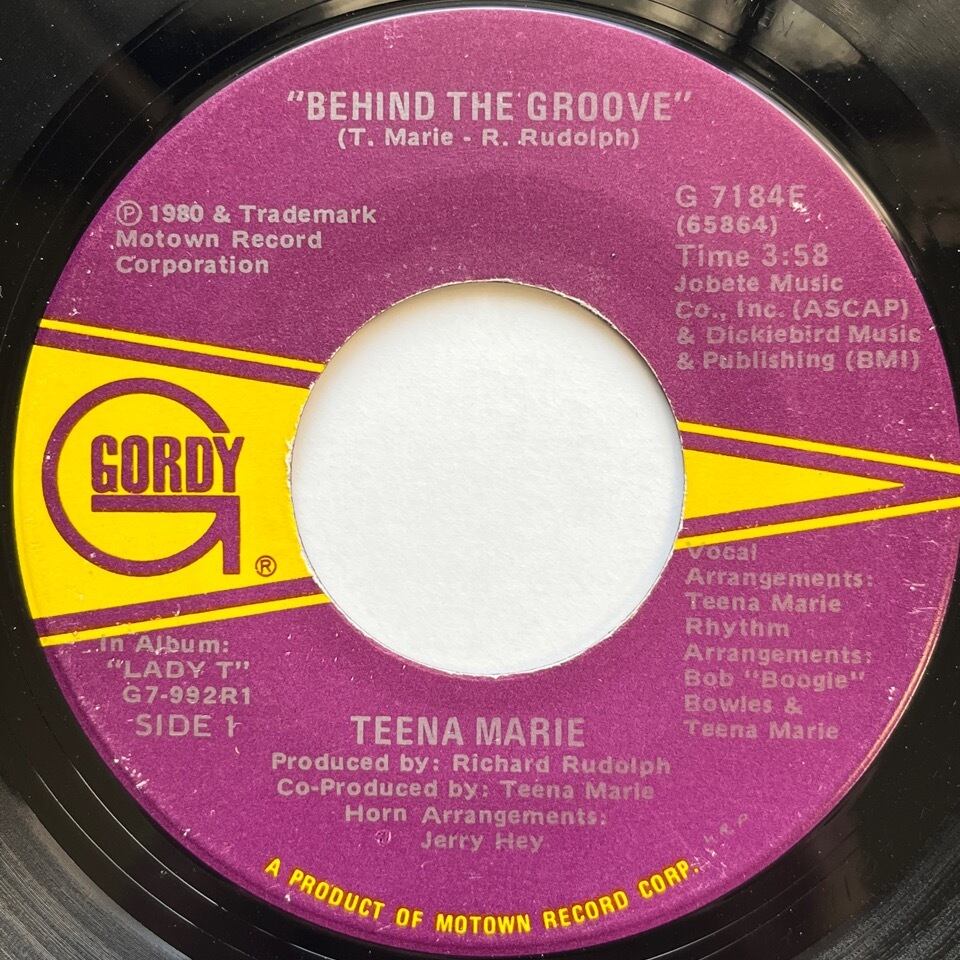 "BEHIND THE GROOVE"
(T. Marie - R. Rudolph)
Ⓟ 1980 & Trademark
Motown Record
Corporation
G 7184F
(65864)
Time 3:58
Jobete Music
Co., Inc. (ASCAP)
& Dickiebird Music
& Publishing (BMI)
GORDY
®
In Album:
"LADY T"
G7-992R1
SIDE 1
Vocal
Arrangements:
Teena Marie
Rhythm
Arrangements:
Bob "Boogie"
Bowles &
Teena Marie
TEENA MARIE
Produced by: Richard Rudolph
Co-Produced by: Teena Marie
Horn Arrangements:
Jerry Hey
A PRODUCT OF MOTOWN RECORD CORP.